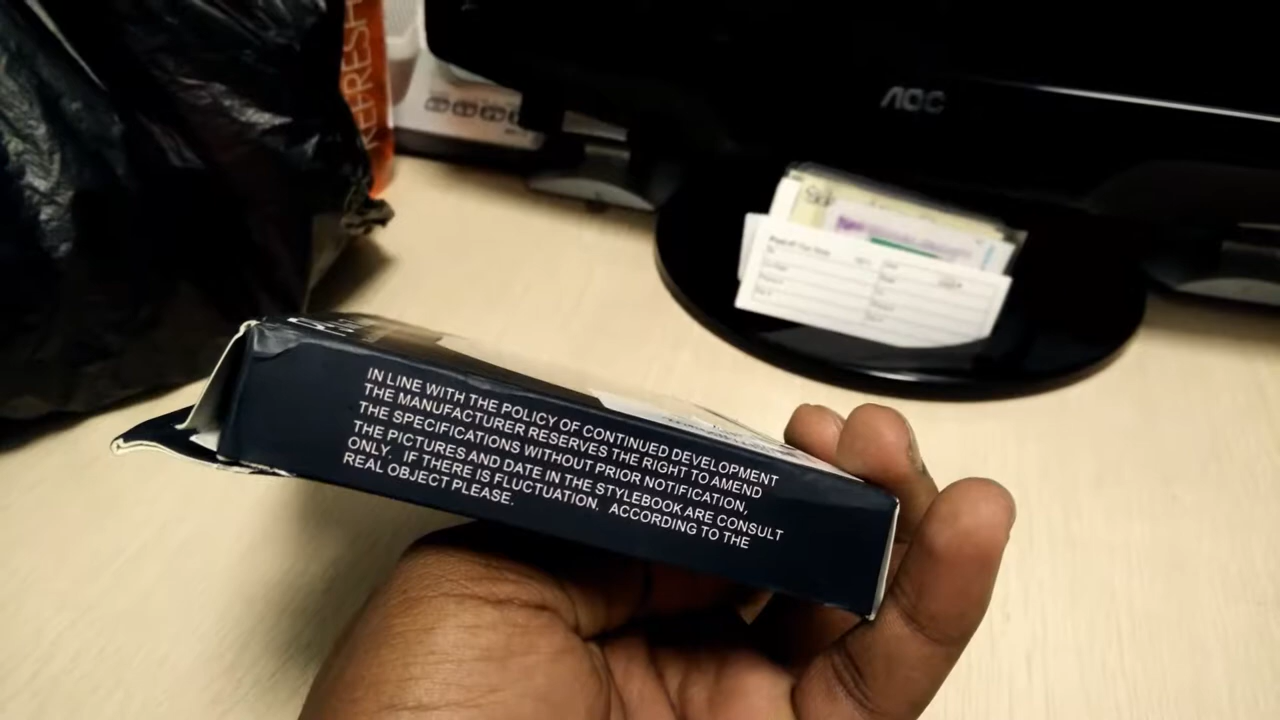 REFRESH
AOC
IN LINE WITH THE POLICY OF CONTINUED DEVELOPMENT
THE MANUFACTURER RESERVES THE RIGHT TO AMEND
THE SPECIFICATIONS WITHOUT PRIOR NOTIFICATION,
THE PICTURES AND DATE IN THE STYLEBOOK ARE CONSULT
ONLY. IF THERE IS FLUCTUATION. ACCORDING TO THE
REAL OBJECT PLEASE.